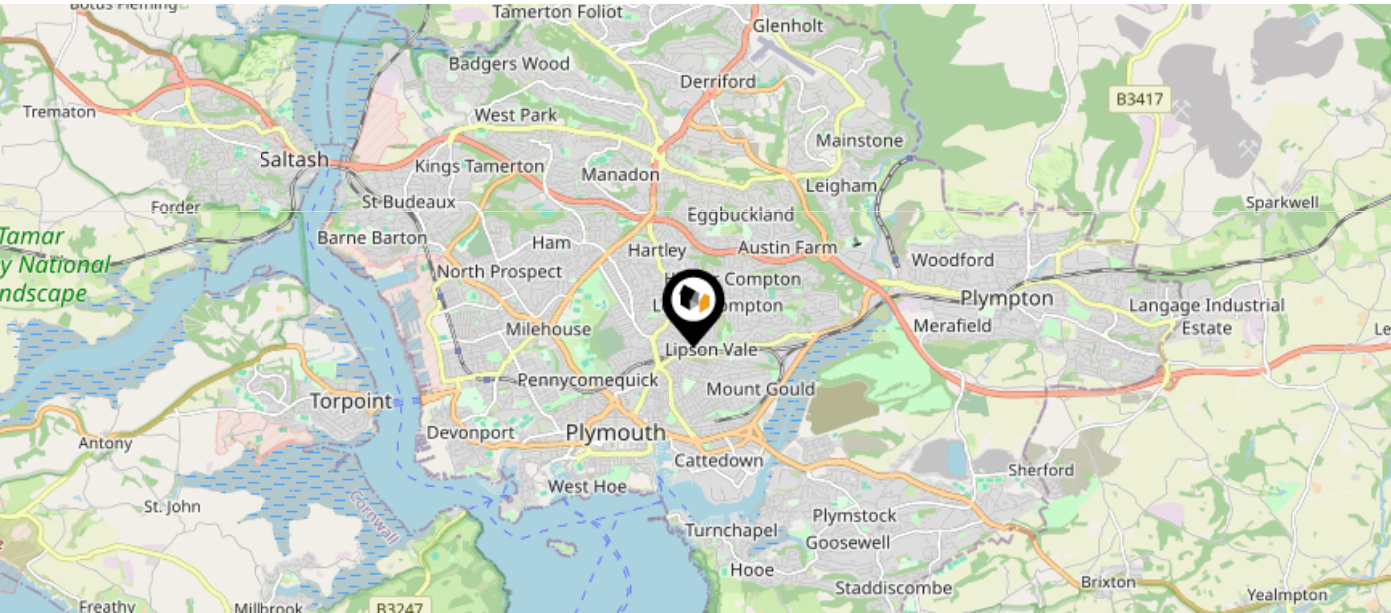 Botus Fleming
Tamerton Foliot
Glenholt
Badgers Wood
Derriford
B3417
Trematon
West Park
Mainstone
Saltash
Kings Tamerton
Manadon
Leigham
St Budeaux
Forder
Eggbuckland
Sparkwell
Tamar
y National
ndscape
Barne Barton
Ham
Hartley
Austin Farm
Woodford
North Prospect
Compton
Plympton
ompton
Langage Industrial
Estate
Milehouse
Merafield
Le
Lipson Vale
Pennycomequick
Mount Gould
Torpoint
Devonport
Plymouth
Antony
Cattedown
Sherford
West Hoe
St. John
Cornwall
Plymstock
Turnchapel
Goosewell
Hooe
Brixton
Staddiscombe
Yealmpton
Freathy
Millbrook
B3247